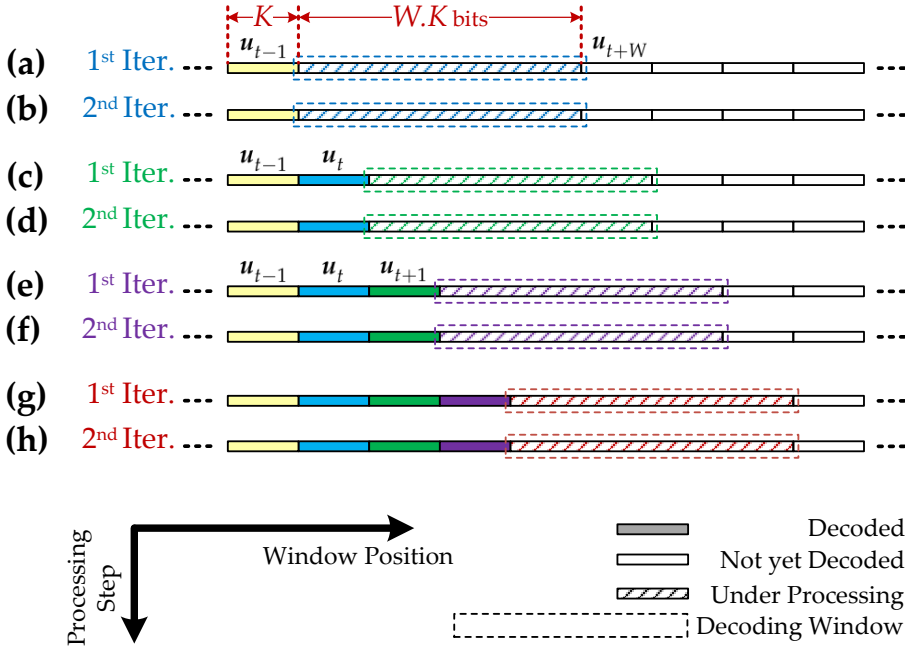 K W.K bits
u_{t−1} u_{t+W}
(a) 1st Iter.
(b) 2nd Iter.
u_{t−1} u_t
(c) 1st Iter.
(d) 2nd Iter.
u_{t−1} u_t u_{t+1}
(e) 1st Iter.
(f) 2nd Iter.
(g) 1st Iter.
(h) 2nd Iter.
Window Position
Processing
Step
Decoded
Not yet Decoded
Under Processing
Decoding Window